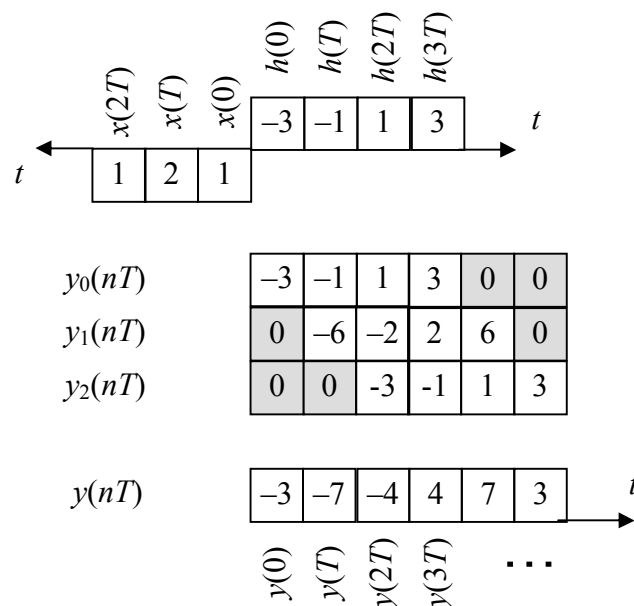 h(0) h(T) h(2T) h(3T)
x(2T) x(T) x(0)
–3 –1 1 3 t
t 1 2 1
y0(nT) –3 –1 1 3 0 0
y1(nT) 0 –6 –2 2 6 0
y2(nT) 0 0 -3 -1 1 3
y(nT) –3 –7 –4 4 7 3 t
y(0) y(T) y(2T) y(3T) ...